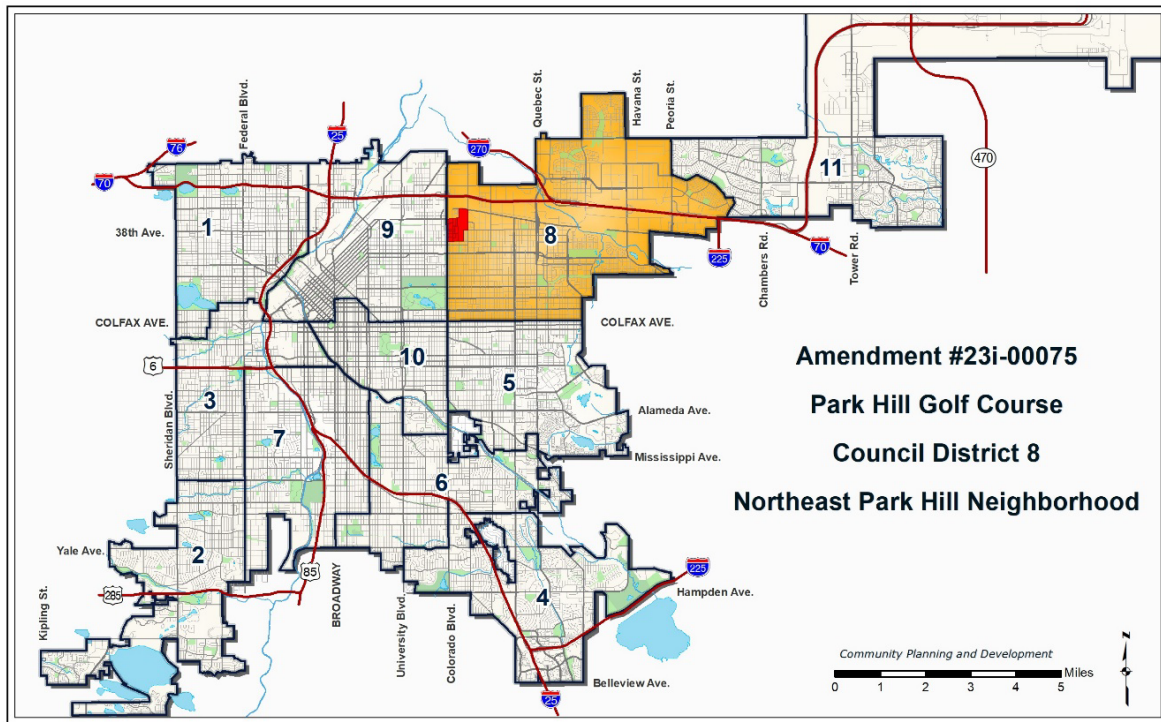 Federal Blvd.
Quebec St.
Havana St.
Peoria St.
76
25
270
70
470
11
1
9
8
38th Ave.
225
70
Chambers Rd.
Tower Rd.
COLFAX AVE.
COLFAX AVE.
6
10
5
3
Sheridan Blvd.
7
Alameda Ave.
Mississippi Ave.
6
Amendment #23i-00075
Park Hill Golf Course
Council District 8
Northeast Park Hill Neighborhood
Yale Ave.
2
85
225
285
4
Hampden Ave.
Kipling St.
BROADWAY
University Blvd.
Colorado Blvd.
Belleview Ave.
25
Community Planning and Development
0 1 2 3 4 5 Miles
N